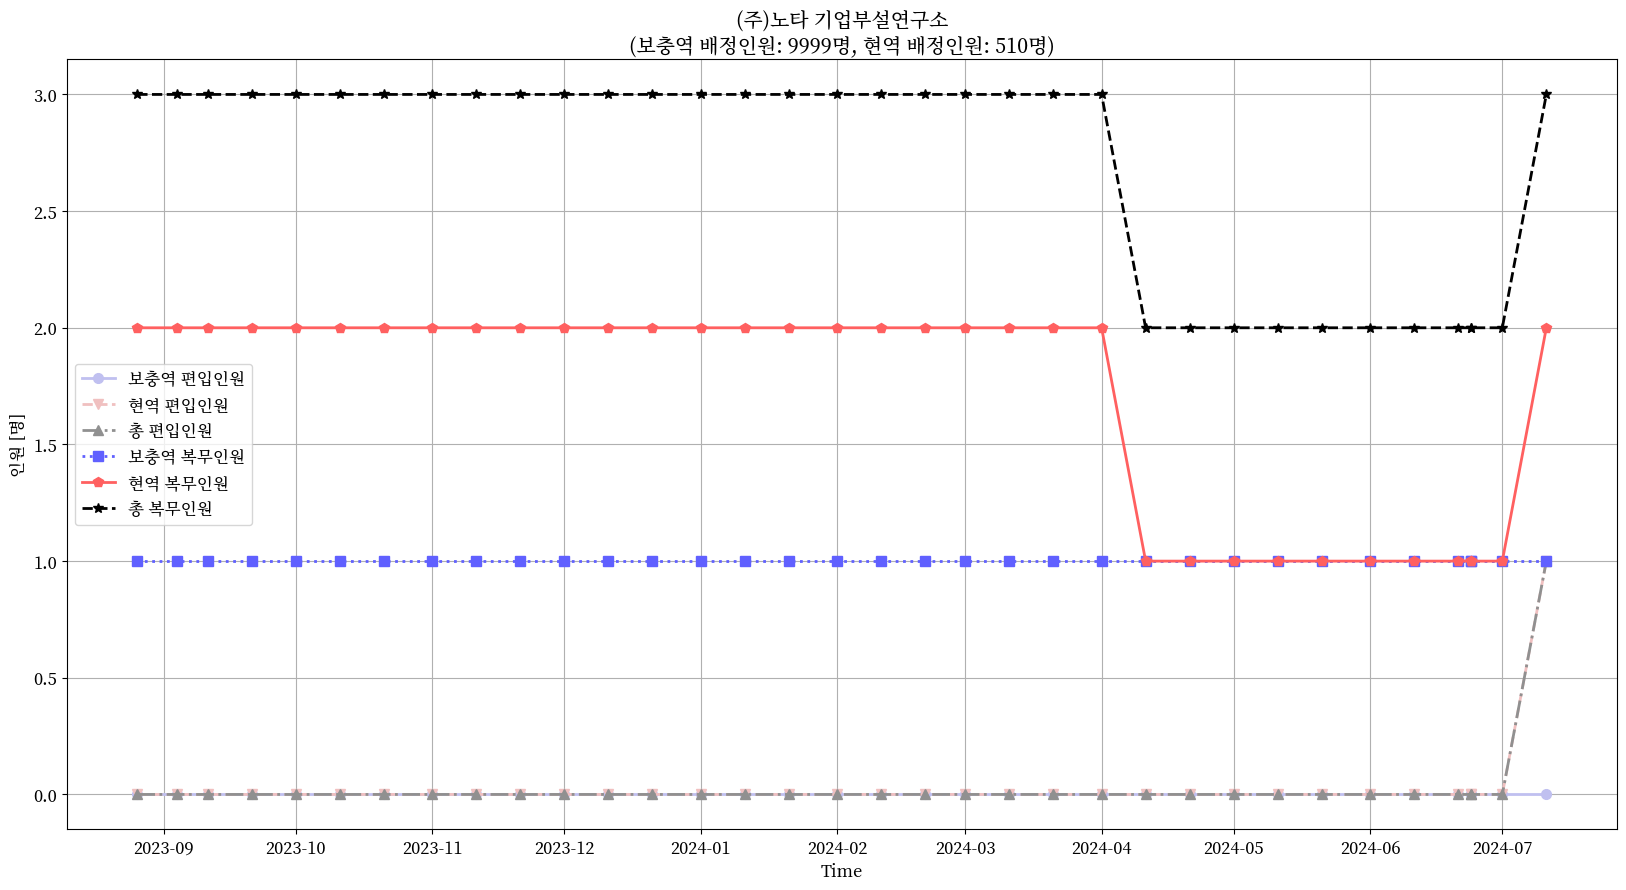 (주)노타 기업부설연구소
(보충역 배정인원: 9999명, 현역 배정인원: 510명)
인원 [명]
3.0
2.5
2.0
1.5
1.0
0.5
0.0
보충역 편입인원
현역 편입인원
총 편입인원
보충역 복무인원
현역 복무인원
총 복무인원
2023-09 2023-10 2023-11 2023-12 2024-01 2024-02 2024-03 2024-04 2024-05 2024-06 2024-07
Time